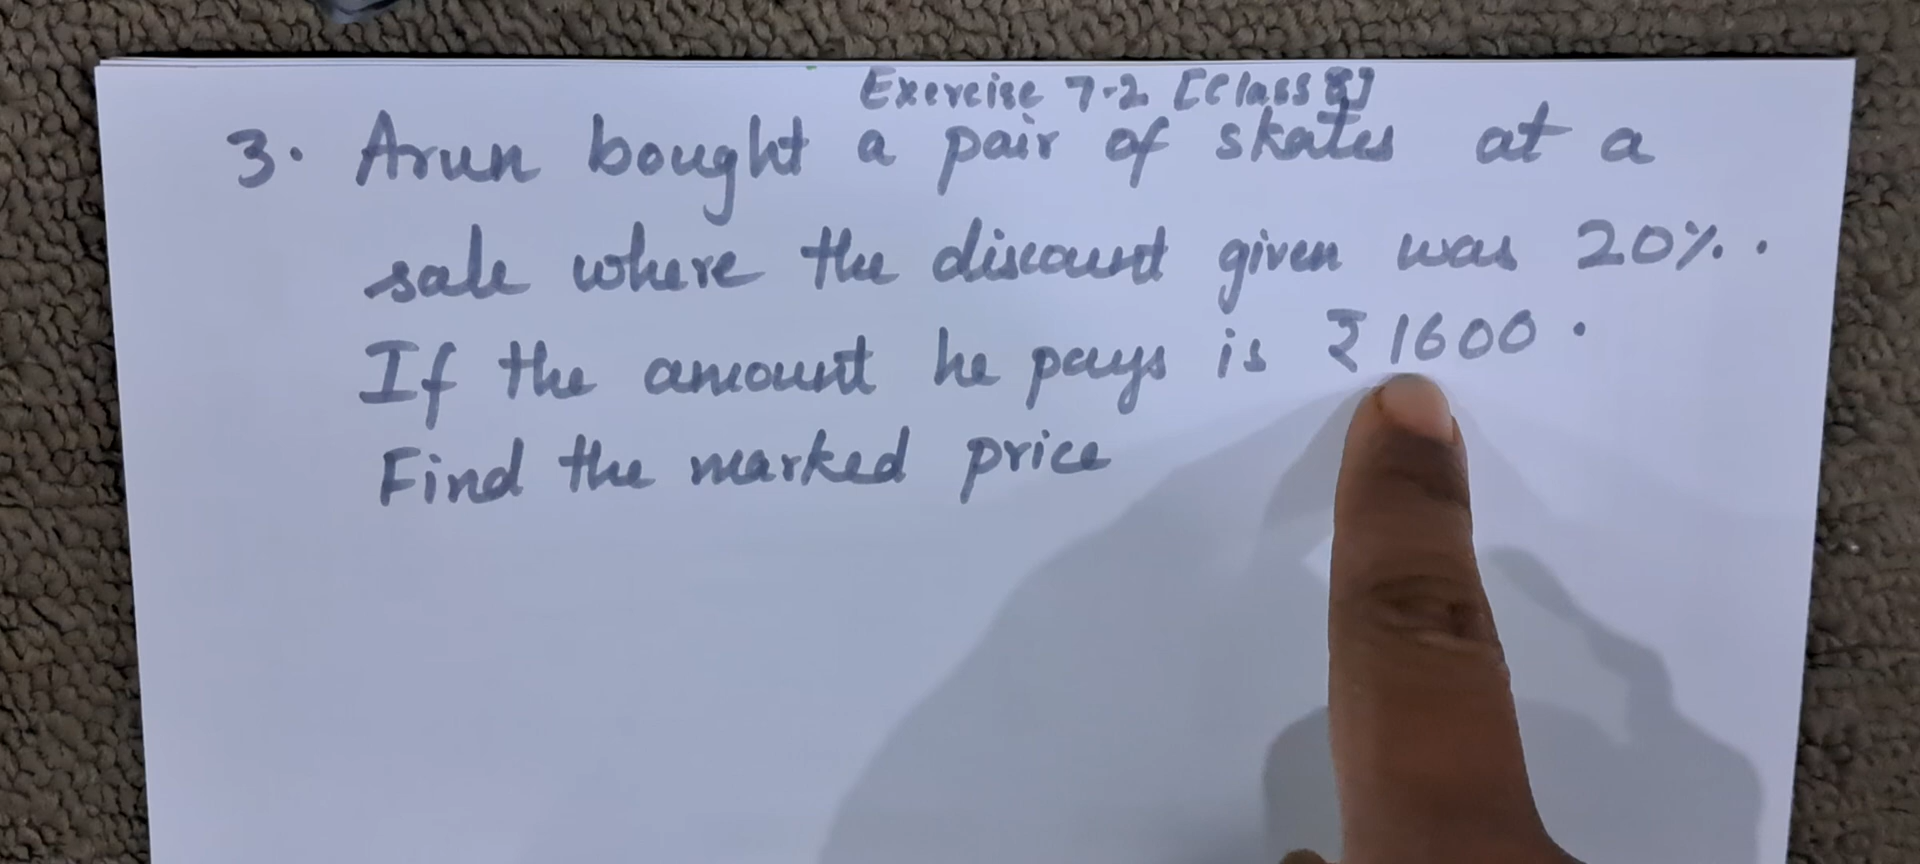 Exercise 7.2 [Class 8]
3. Arun bought a pair of skates at a
sale where the discount given was 20%.
If the amount he pays is ₹1600.
Find the marked price